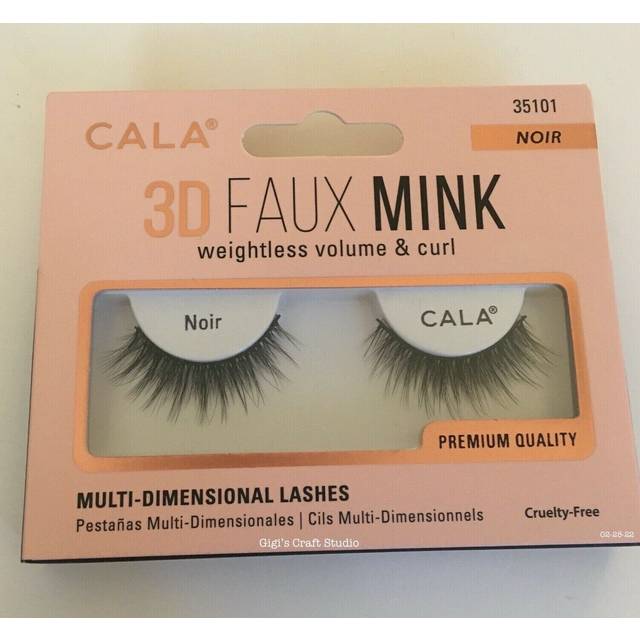 CALA®
35101
NOIR
3D FAUX MINK
weightless volume & curl
Noir
CALA®
PREMIUM QUALITY
MULTI-DIMENSIONAL LASHES
Pestañas Multi-Dimensionales | Cils Multi-Dimensionnels
Cruelty-Free
Gigi's Craft Studio
02-28-22